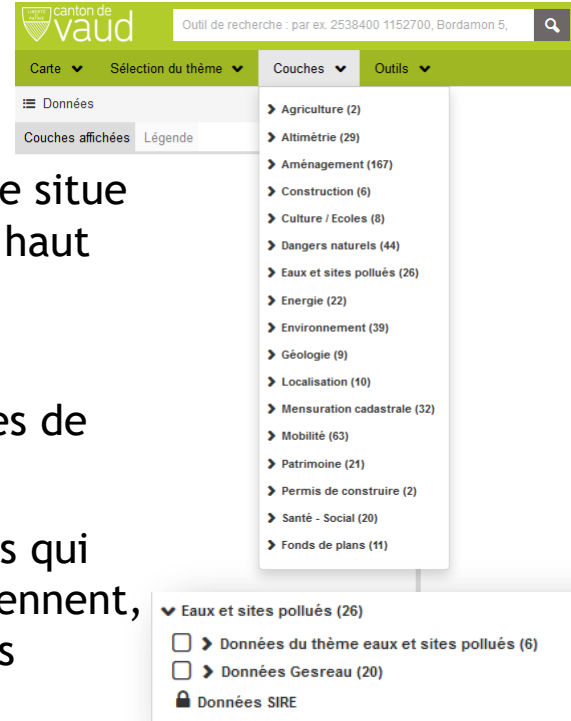 canton de
vaud
LIBERTÉ ET PATRIE
Outil de recherche : par ex. 2538400 1152700, Bordamon 5,
Carte Sélection du thème Couches Outils
Données
Couches affichées Légende
Agriculture (2)
Altimétrie (29)
Aménagement (167)
Construction (6)
Culture / Ecoles (8)
Dangers naturels (44)
Eaux et sites pollués (26)
Energie (22)
Environnement (39)
Géologie (9)
Localisation (10)
Mensuration cadastrale (32)
Mobilité (63)
Patrimoine (21)
Permis de construire (2)
Santé - Social (20)
Fonds de plans (11)
e situe
haut
es de
s qui
ennent,
s
Eaux et sites pollués (26)
Données du thème eaux et sites pollués (6)
Données Gesreau (20)
Données SIRE